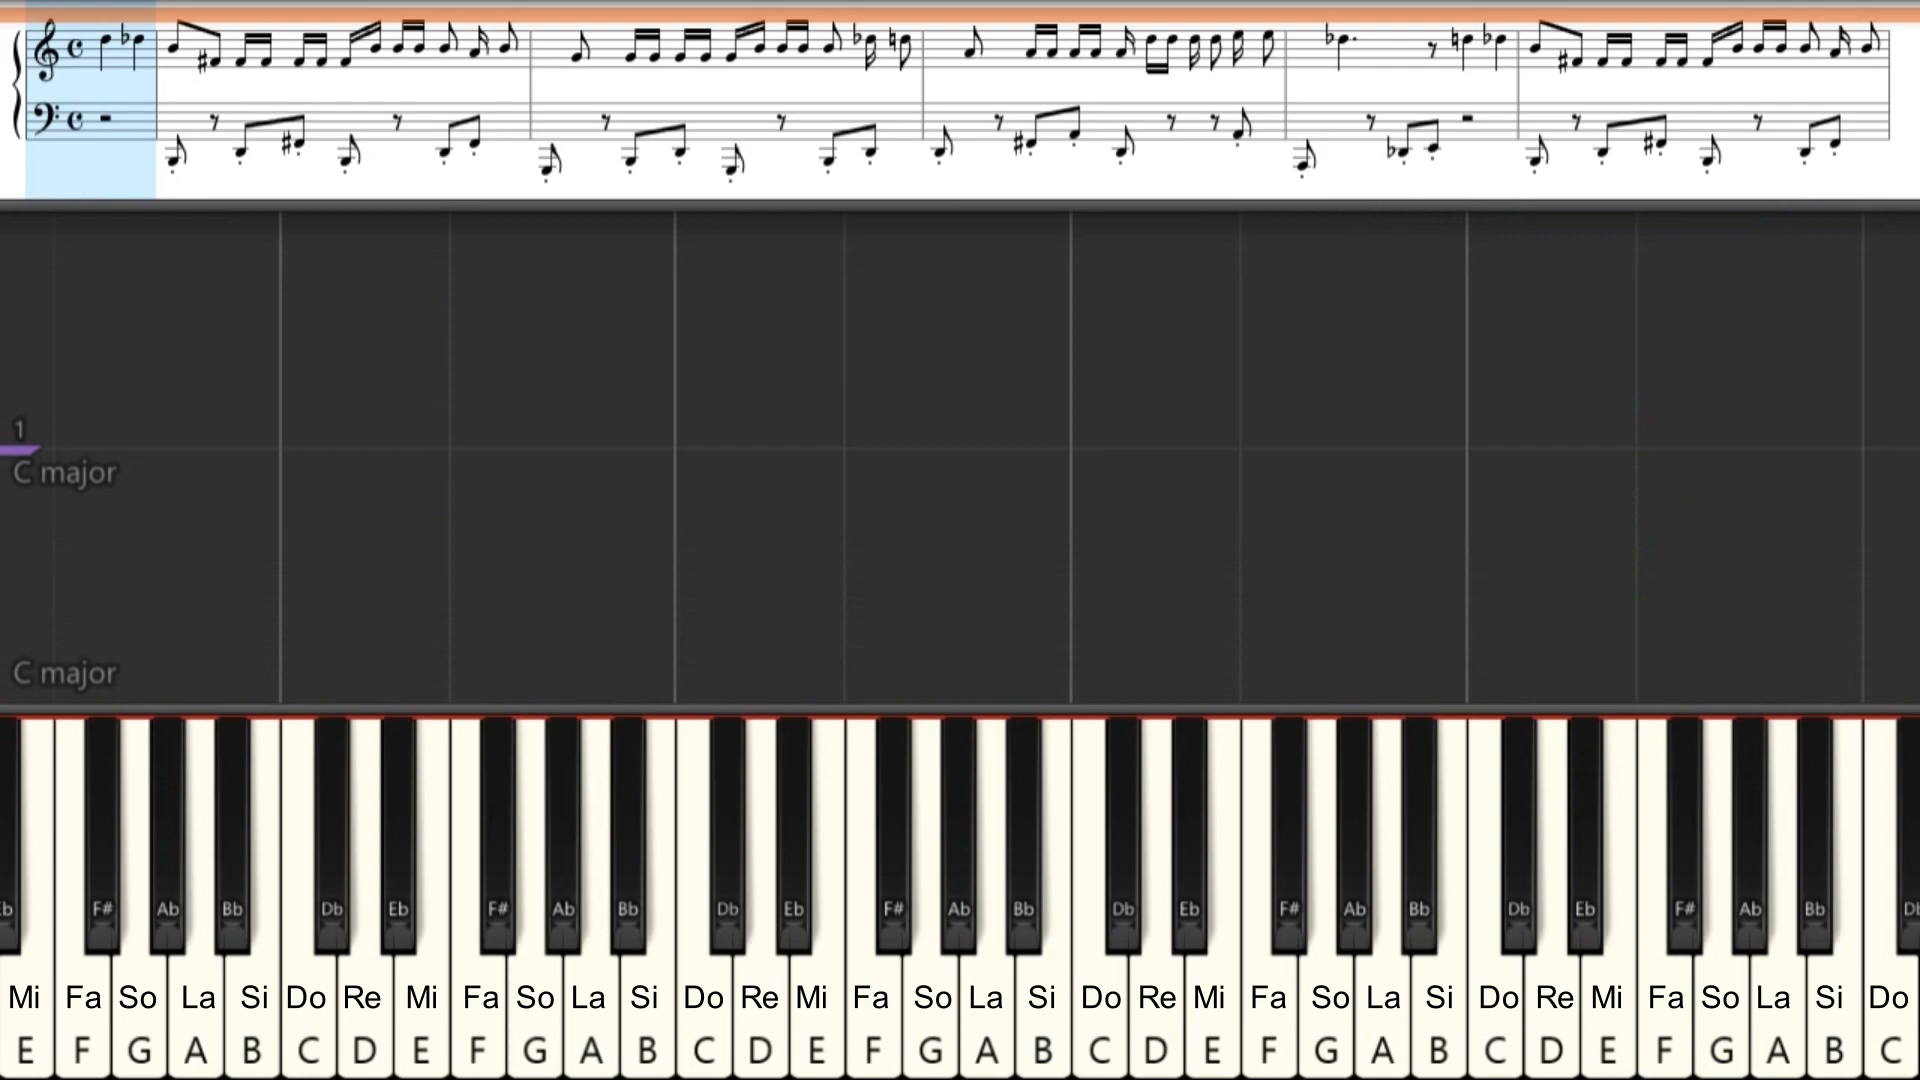 1
C major
C major
Eb F# Ab Bb Db Eb F# Ab Bb Db Eb F# Ab Bb Db Eb F# Ab Bb Db Eb F# Ab Bb Db
Mi Fa So La Si Do Re Mi Fa So La Si Do Re Mi Fa So La Si Do Re Mi Fa So La Si Do Re Mi Fa So La Si Do
E F G A B C D E F G A B C D E F G A B C D E F G A B C D E F G A B C